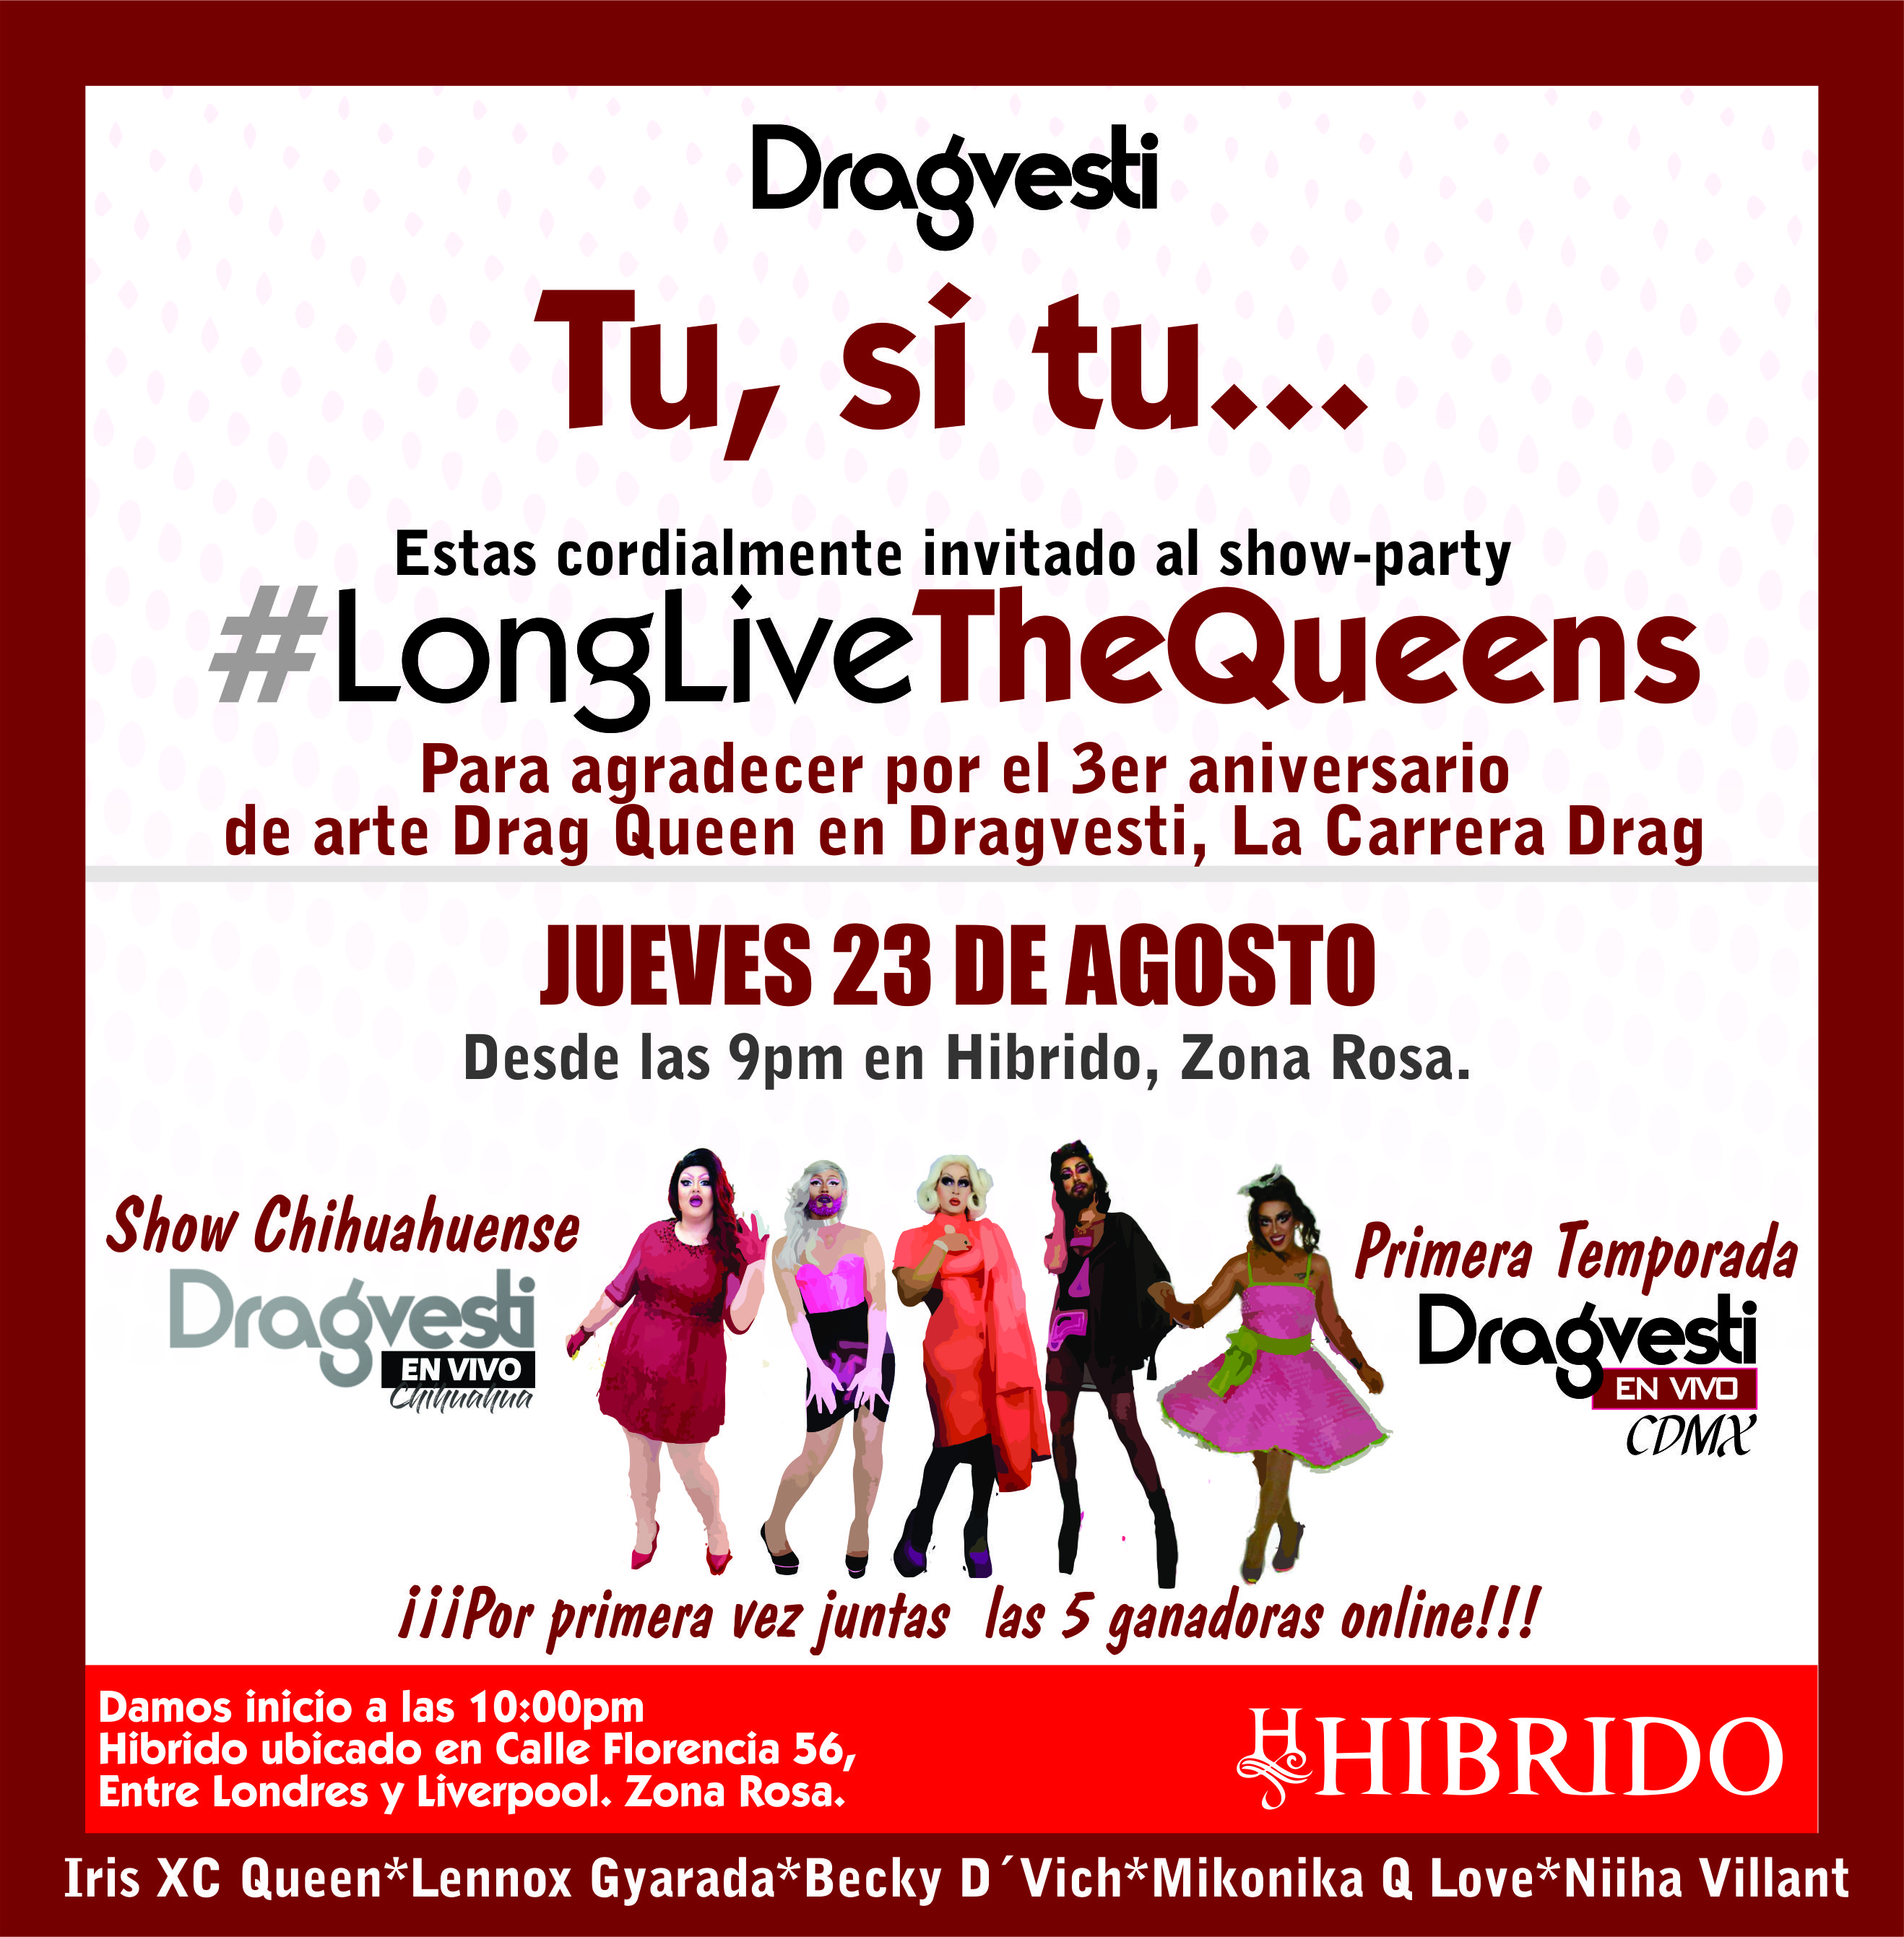 Dragvesti
Tu, si tu...
Estas cordialmente invitado al show-party
#LongLiveTheQueens
Para agradecer por el 3er aniversario
de arte Drag Queen en Dragvesti, La Carrera Drag
JUEVES 23 DE AGOSTO
Desde las 9pm en Hibrido, Zona Rosa.
Show Chihuahuense
Dragvesti
EN VIVO
Chihuahua
Primera Temporada
Dragvesti
EN VIVO
CDMX
¡¡¡Por primera vez juntas las 5 ganadoras online!!!
Damos inicio a las 10:00pm
Hibrido ubicado en Calle Florencia 56,
Entre Londres y Liverpool. Zona Rosa.
H HIBRIDO
Iris XC Queen*Lennox Gyarada*Becky D´Vich*Mikonika Q Love*Niiha Villant